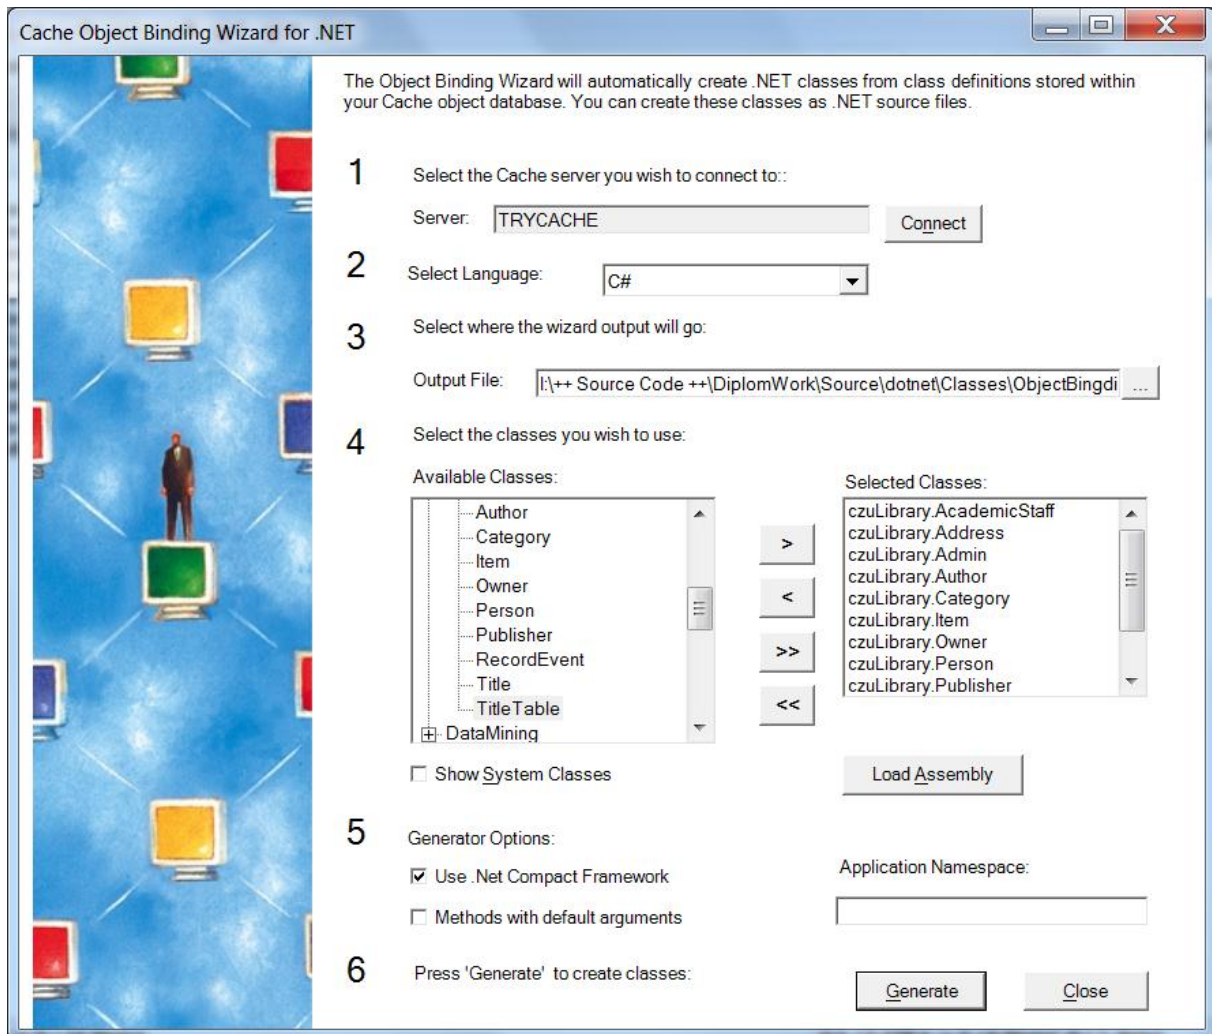 Cache Object Binding Wizard for .NET
The Object Binding Wizard will automatically create .NET classes from class definitions stored within
your Cache object database. You can create these classes as .NET source files.
1
Select the Cache server you wish to connect to::
Server: TRYCACHE Connect
2
Select Language: C#
3
Select where the wizard output will go:
Output File: I:\++ Source Code ++\DiplomWork\Source\dotnet\Classes\ObjectBingdi ...
4
Select the classes you wish to use:
Available Classes:
Author
Category
Item
Owner
Person
Publisher
RecordEvent
Title
TitleTable
DataMining
Show System Classes
>
<
>>
<<
Selected Classes:
czuLibrary.AcademicStaff
czuLibrary.Address
czuLibrary.Admin
czuLibrary.Author
czuLibrary.Category
czuLibrary.Item
czuLibrary.Owner
czuLibrary.Person
czuLibrary.Publisher
Load Assembly
5
Generator Options:
Use .Net Compact Framework
Methods with default arguments
Application Namespace:
6
Press 'Generate' to create classes:
Generate Close